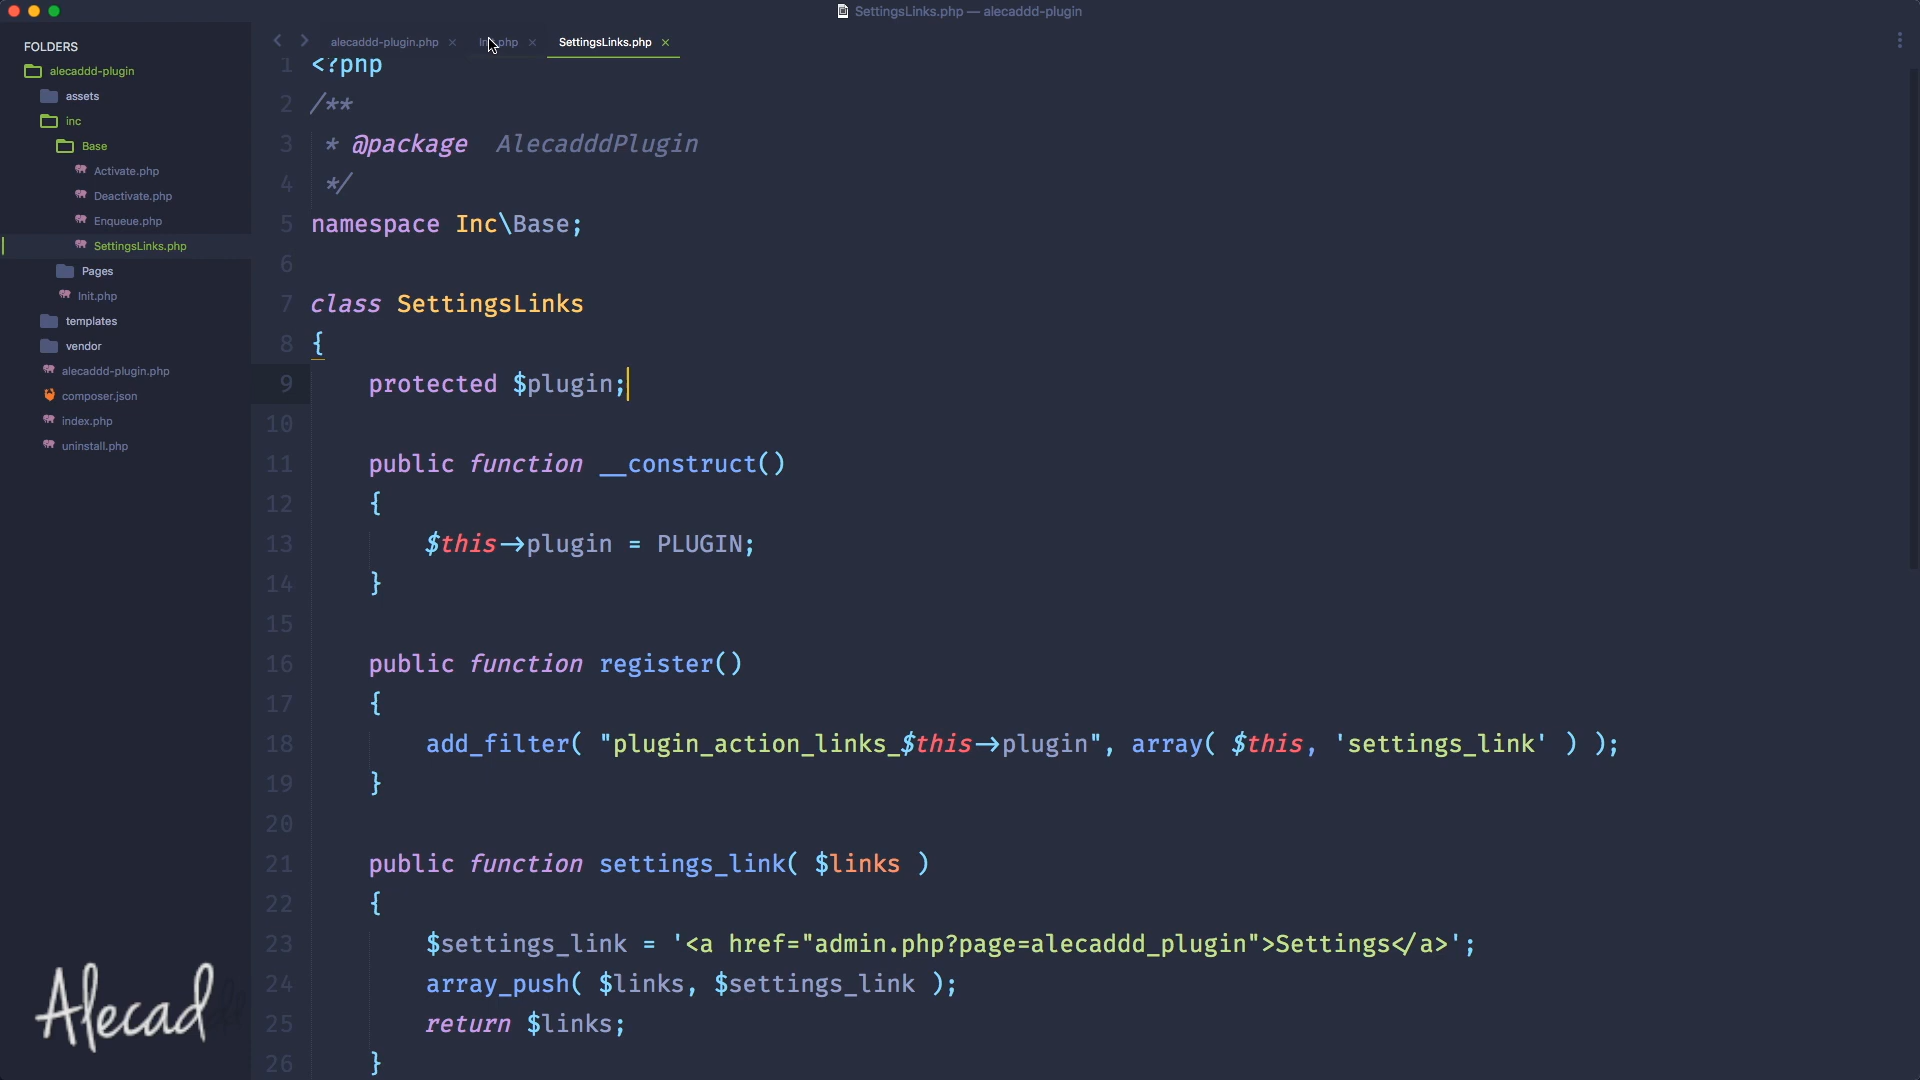 SettingsLinks.php — alecaddd-plugin
FOLDERS
alecaddd-plugin
assets
inc
Base
Activate.php
Deactivate.php
Enqueue.php
SettingsLinks.php
Pages
Init.php
templates
vendor
alecaddd-plugin.php
composer.json
index.php
uninstall.php
Alecad
alecaddd-plugin.php × Init.php × SettingsLinks.php ×
1 <?php
2 /**
3 * @package AlecadddPlugin
4 */
5 namespace Inc\Base;
6
7 class SettingsLinks
8 {
9 protected $plugin;
10
11 public function __construct()
12 {
13 $this->plugin = PLUGIN;
14 }
15
16 public function register()
17 {
18 add_filter( "plugin_action_links_$this->plugin", array( $this, 'settings_link' ) );
19 }
20
21 public function settings_link( $links )
22 {
23 $settings_link = '<a href="admin.php?page=alecaddd_plugin">Settings</a>';
24 array_push( $links, $settings_link );
25 return $links;
26 }